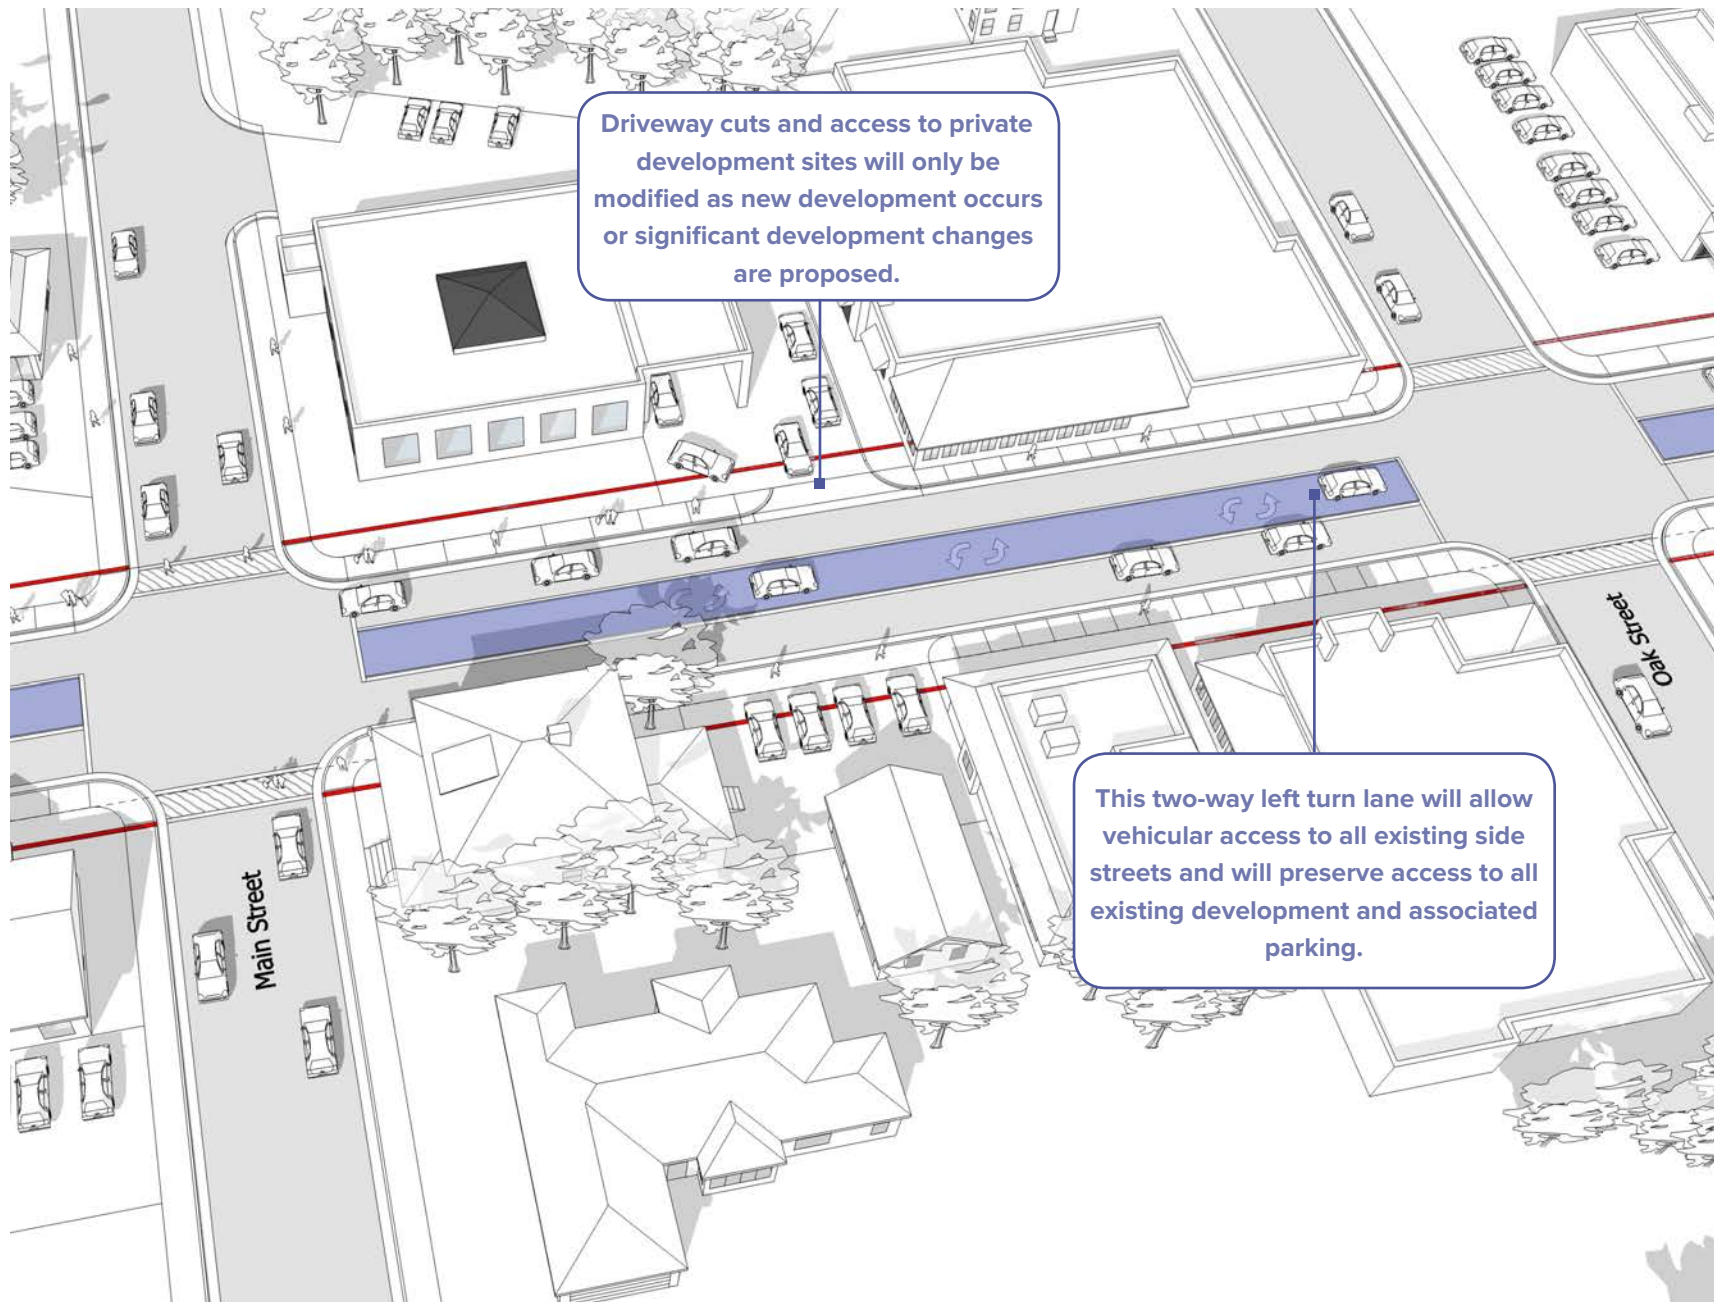 Driveway cuts and access to private
development sites will only be
modified as new development occurs
or significant development changes
are proposed.
Oak Street
This two-way left turn lane will allow
vehicular access to all existing side
streets and will preserve access to all
existing development and associated
parking.
Main Street